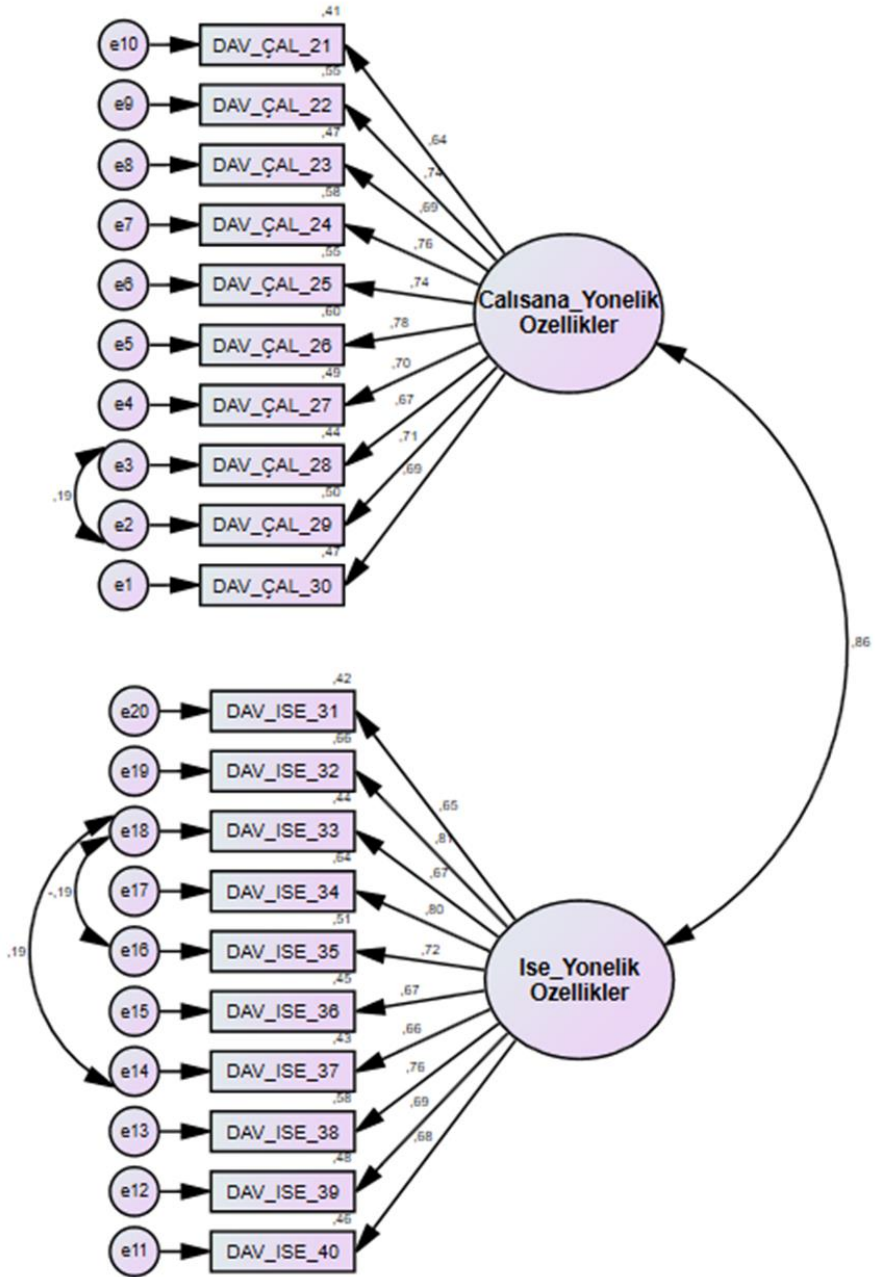 ,41
e10 DAV_ÇAL_21
,55
e9 DAV_ÇAL_22
,47
e8 DAV_ÇAL_23
,58
e7 DAV_ÇAL_24
,55
e6 DAV_ÇAL_25
,60
e5 DAV_ÇAL_26
,49
e4 DAV_ÇAL_27
,44
e3 DAV_ÇAL_28
,50
e2 DAV_ÇAL_29
,47
e1 DAV_ÇAL_30
,19
,64
,74
,69
,76
,74
,78
,70
,67
,71
,69
Calısana_Yonelik
Ozellikler
,86
,42
e20 DAV_ISE_31
,66
e19 DAV_ISE_32
,44
e18 DAV_ISE_33
,64
e17 DAV_ISE_34
,51
e16 DAV_ISE_35
,45
e15 DAV_ISE_36
,43
e14 DAV_ISE_37
,58
e13 DAV_ISE_38
,48
e12 DAV_ISE_39
,46
e11 DAV_ISE_40
-,19
,19
,65
,81
,67
,80
,72
,67
,66
,76
,69
,68
Ise_Yonelik
Ozellikler